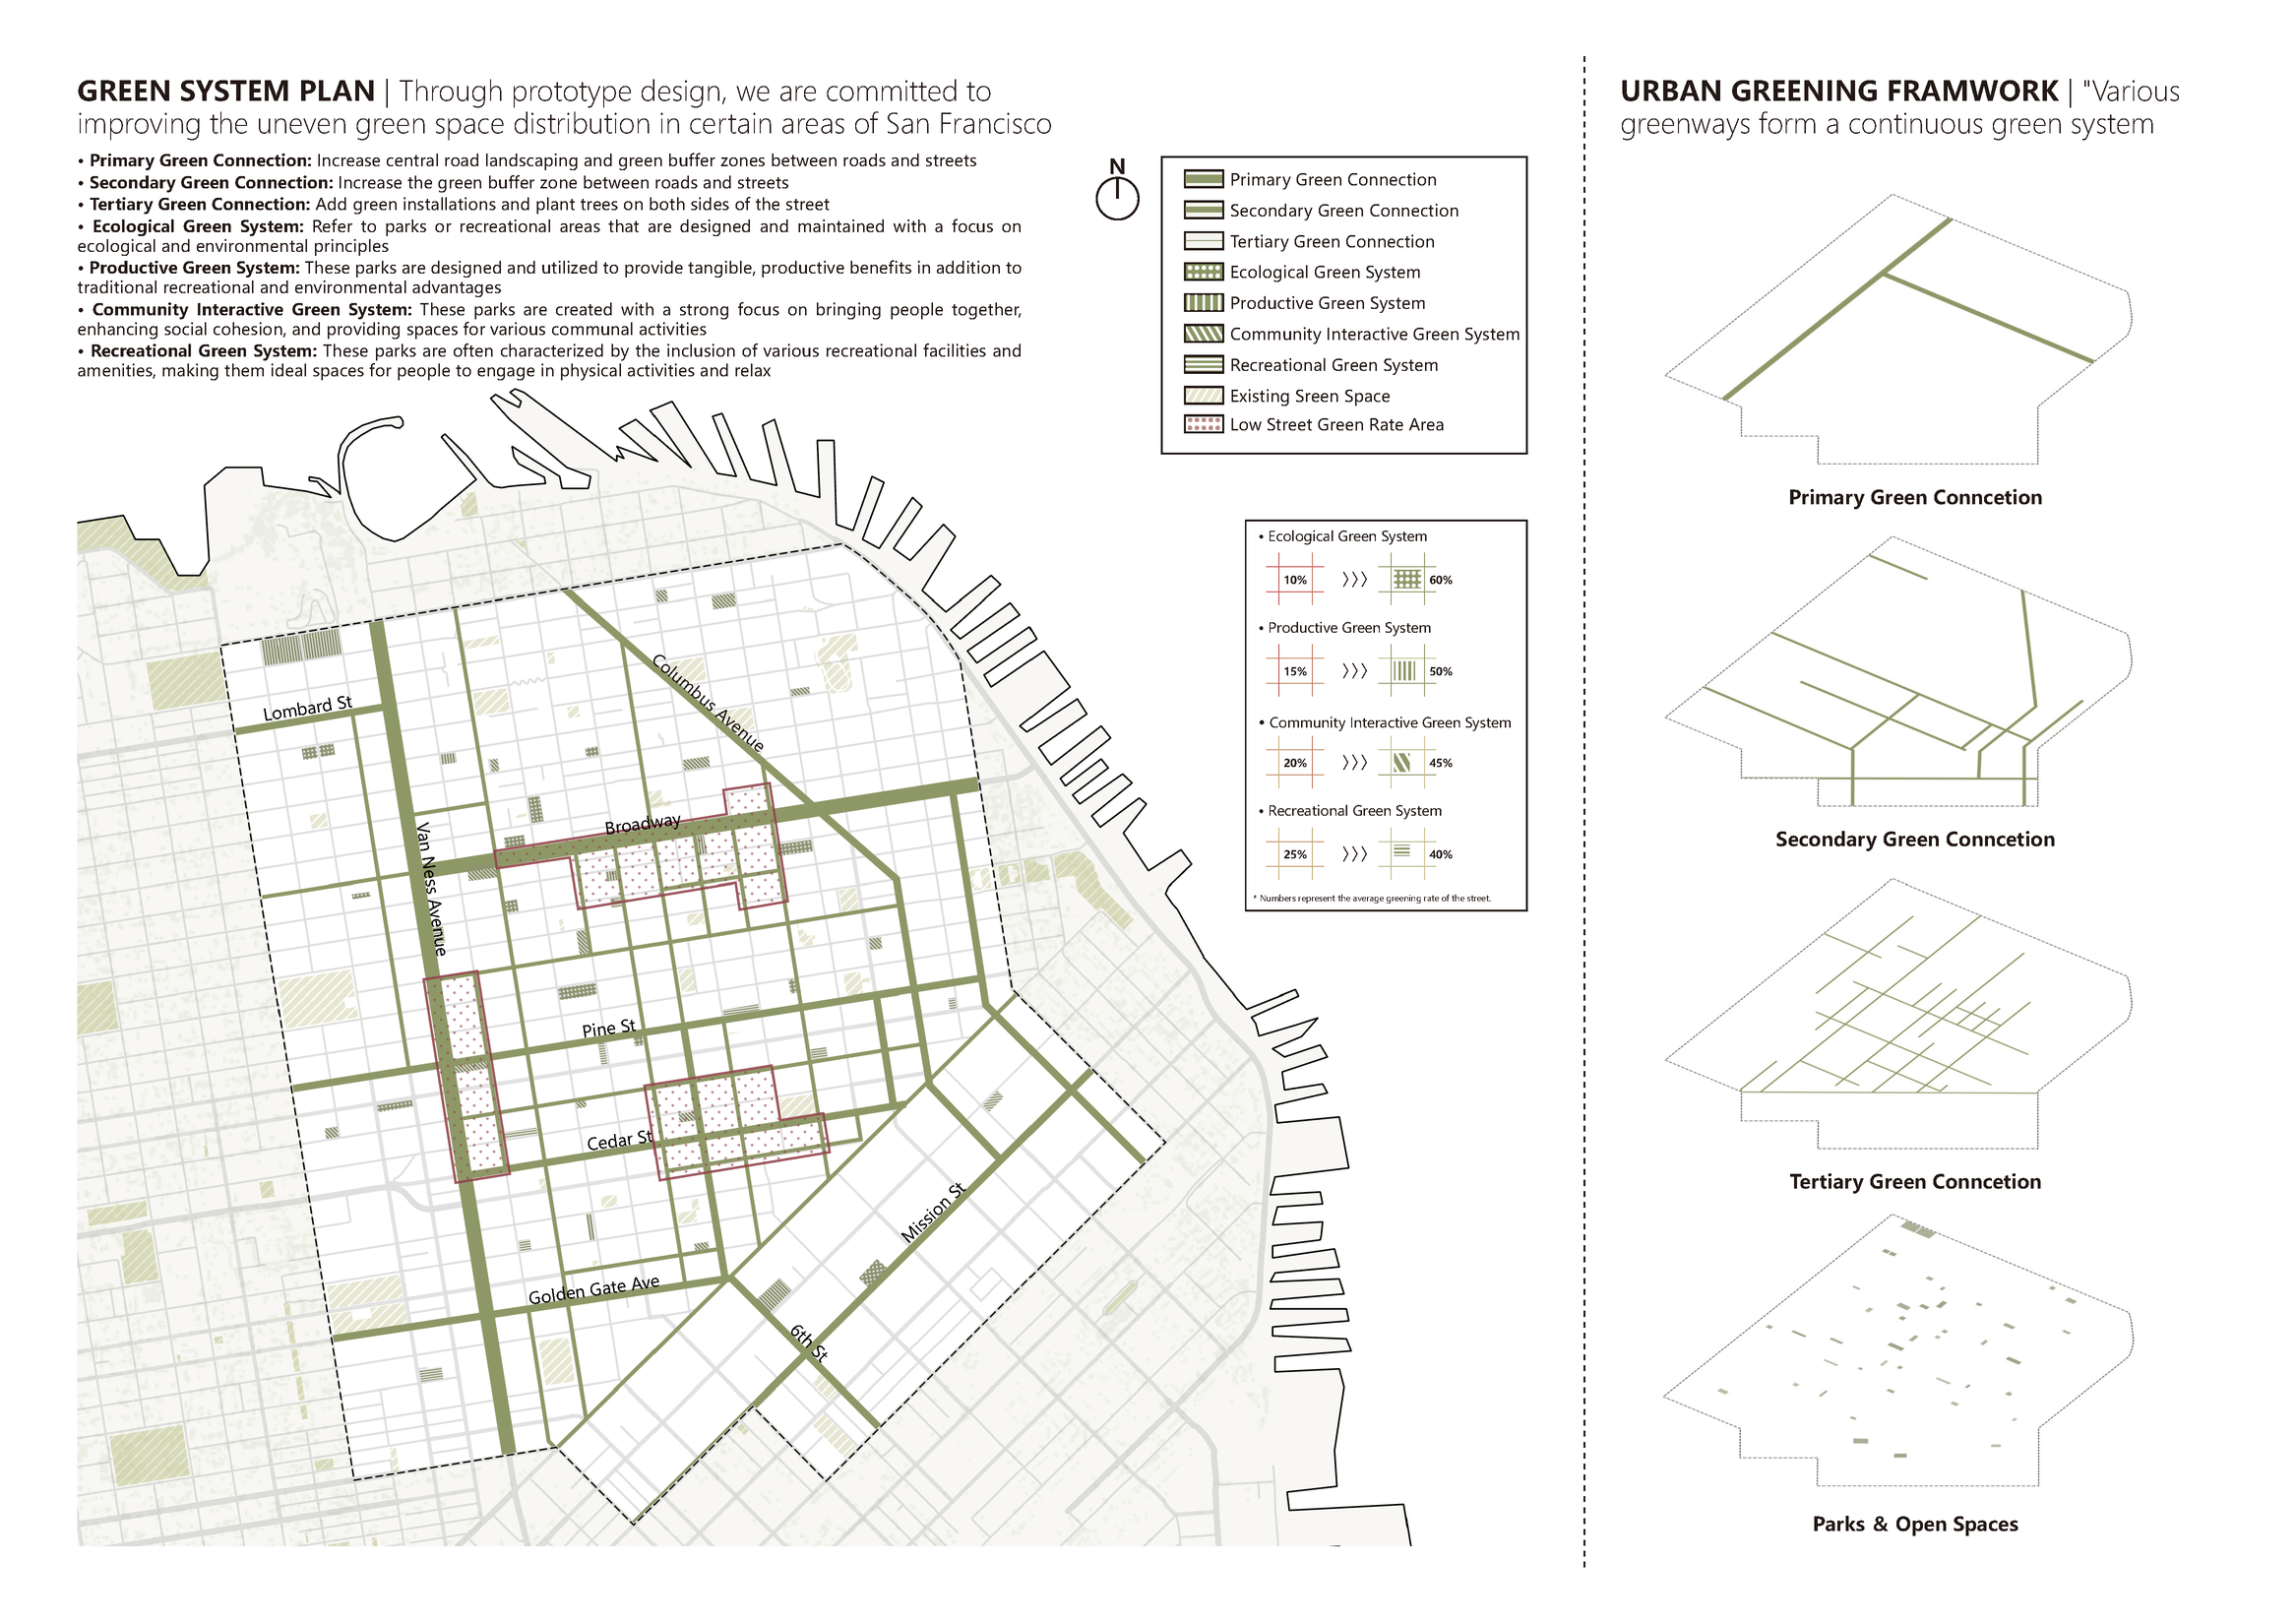 GREEN SYSTEM PLAN | Through prototype design, we are committed to
improving the uneven green space distribution in certain areas of San Francisco
• Primary Green Connection: Increase central road landscaping and green buffer zones between roads and streets
• Secondary Green Connection: Increase the green buffer zone between roads and streets
• Tertiary Green Connection: Add green installations and plant trees on both sides of the street
• Ecological Green System: Refer to parks or recreational areas that are designed and maintained with a focus on
ecological and environmental principles
• Productive Green System: These parks are designed and utilized to provide tangible, productive benefits in addition to
traditional recreational and environmental advantages
• Community Interactive Green System: These parks are created with a strong focus on bringing people together,
enhancing social cohesion, and providing spaces for various communal activities
• Recreational Green System: These parks are often characterized by the inclusion of various recreational facilities and
amenities, making them ideal spaces for people to engage in physical activities and relax
N
Primary Green Connection
Secondary Green Connection
Tertiary Green Connection
Ecological Green System
Productive Green System
Community Interactive Green System
Recreational Green System
Existing Sreen Space
Low Street Green Rate Area
Lombard St
Columbus Avenue
Broadway
Van Ness Avenue
Pine St
Cedar St
Mission St
Golden Gate Ave
6th St
• Ecological Green System
10% 〉〉〉 60%
• Productive Green System
15% 〉〉〉 50%
• Community Interactive Green System
20% 〉〉〉 45%
• Recreational Green System
25% 〉〉〉 40%
* Numbers represent the average greening rate of the street.
URBAN GREENING FRAMWORK | "Various
greenways form a continuous green system
Primary Green Conncetion
Secondary Green Conncetion
Tertiary Green Conncetion
Parks & Open Spaces